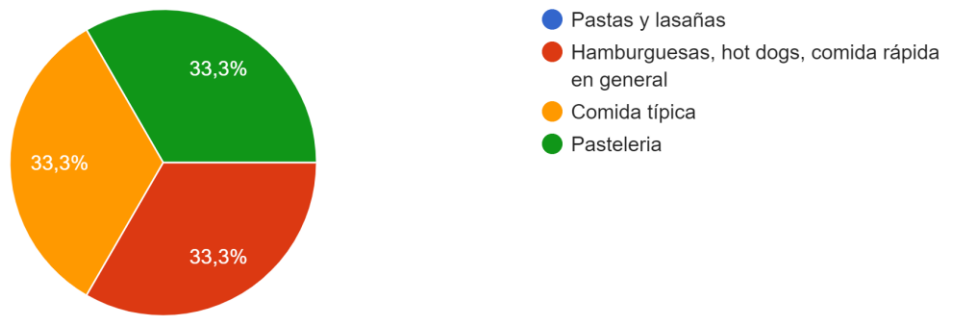 33,3%
33,3%
33,3%
Pastas y lasañas
Hamburguesas, hot dogs, comida rápida
en general
Comida típica
Pasteleria